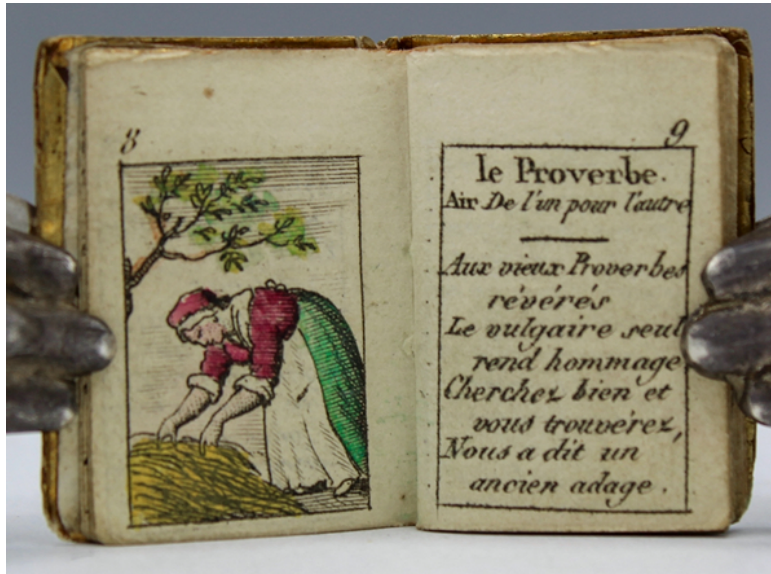 8
9
le Proverbe.
Air De l'un pour l'autre
Aux vieux Proverbes
révérés
Le vulgaire seul
rend hommage
Cherchez bien et
vous trouvérez,
Nous a dit un
ancien adage.